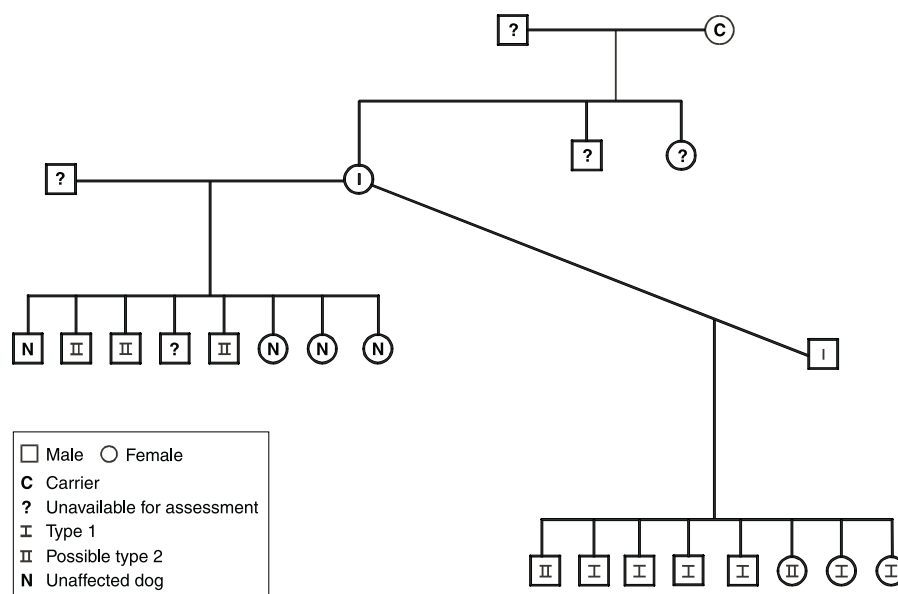 ? C
? ?
? I
N II II ? II N N N
I
II I I I I II I I
Male Female
C Carrier
? Unavailable for assessment
I Type 1
II Possible type 2
N Unaffected dog